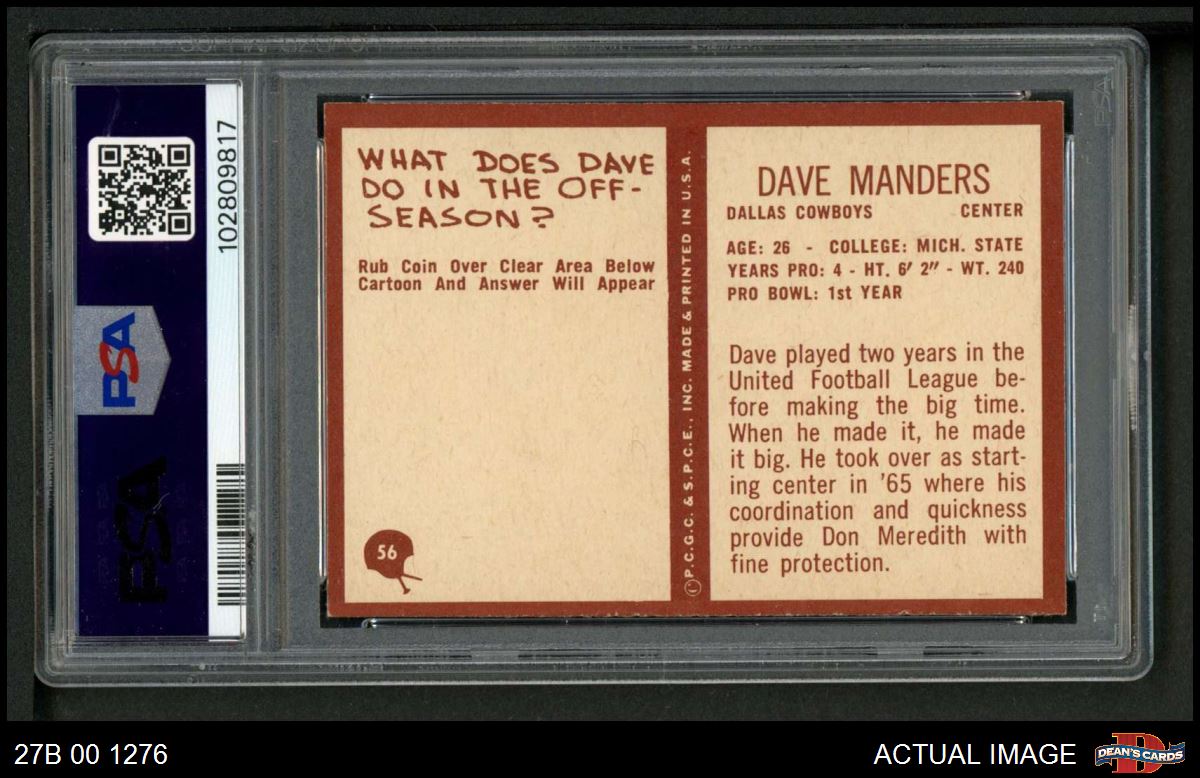 WHAT DOES DAVE
DO IN THE OFF-
SEASON?
Rub Coin Over Clear Area Below
Cartoon And Answer Will Appear
56
©P.C.G.C. & S.P.C.E., INC. MADE & PRINTED IN U.S.A.
DAVE MANDERS
DALLAS COWBOYS CENTER
AGE: 26 - COLLEGE: MICH. STATE
YEARS PRO: 4 - HT. 6′ 2″ - WT. 240
PRO BOWL: 1st YEAR
Dave played two years in the
United Football League be-
fore making the big time.
When he made it, he made
it big. He took over as start-
ing center in '65 where his
coordination and quickness
provide Don Meredith with
fine protection.
102809817
PSA
PSA
PSA
27B 00 1276
ACTUAL IMAGE
DEAN'S CARDS